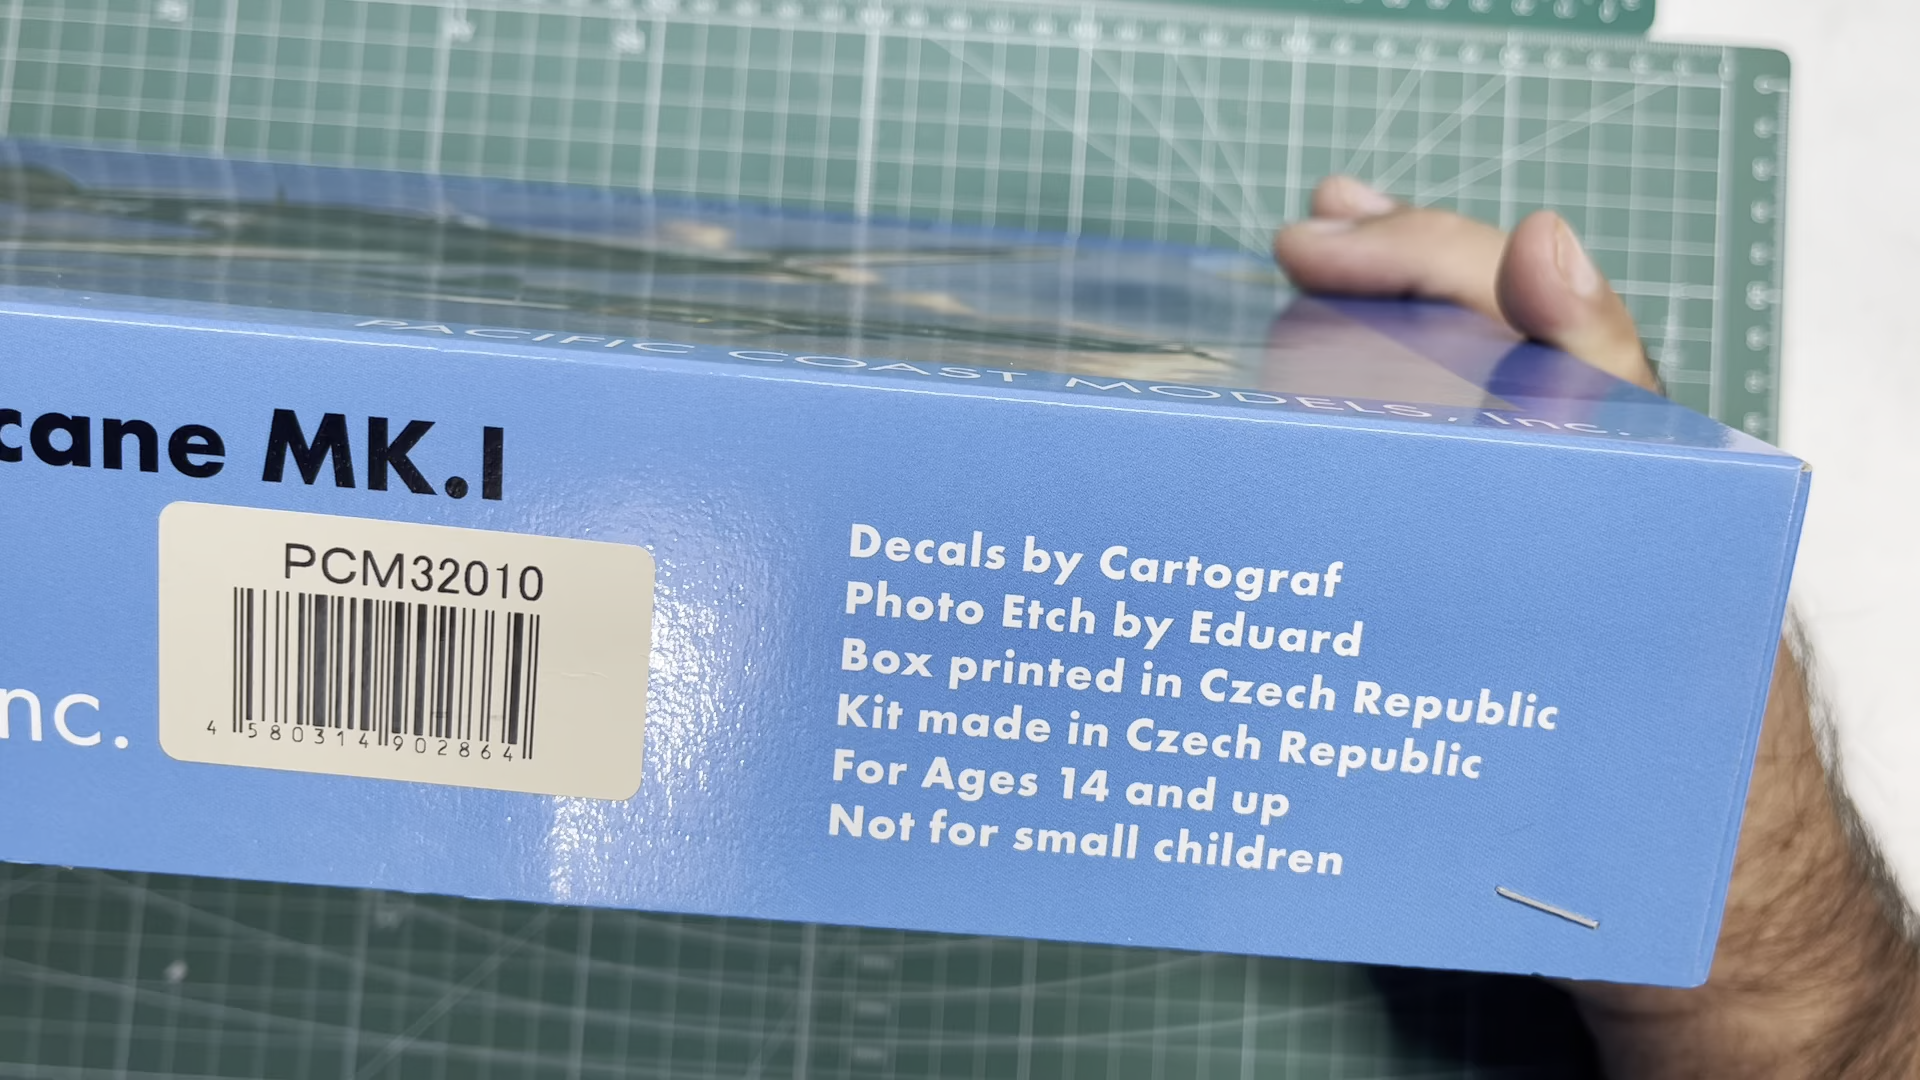 PACIFIC COAST MODELS, Inc.
cane MK.I
PCM32010
4 580314 902864
nc.
Decals by Cartograf
Photo Etch by Eduard
Box printed in Czech Republic
Kit made in Czech Republic
For Ages 14 and up
Not for small children